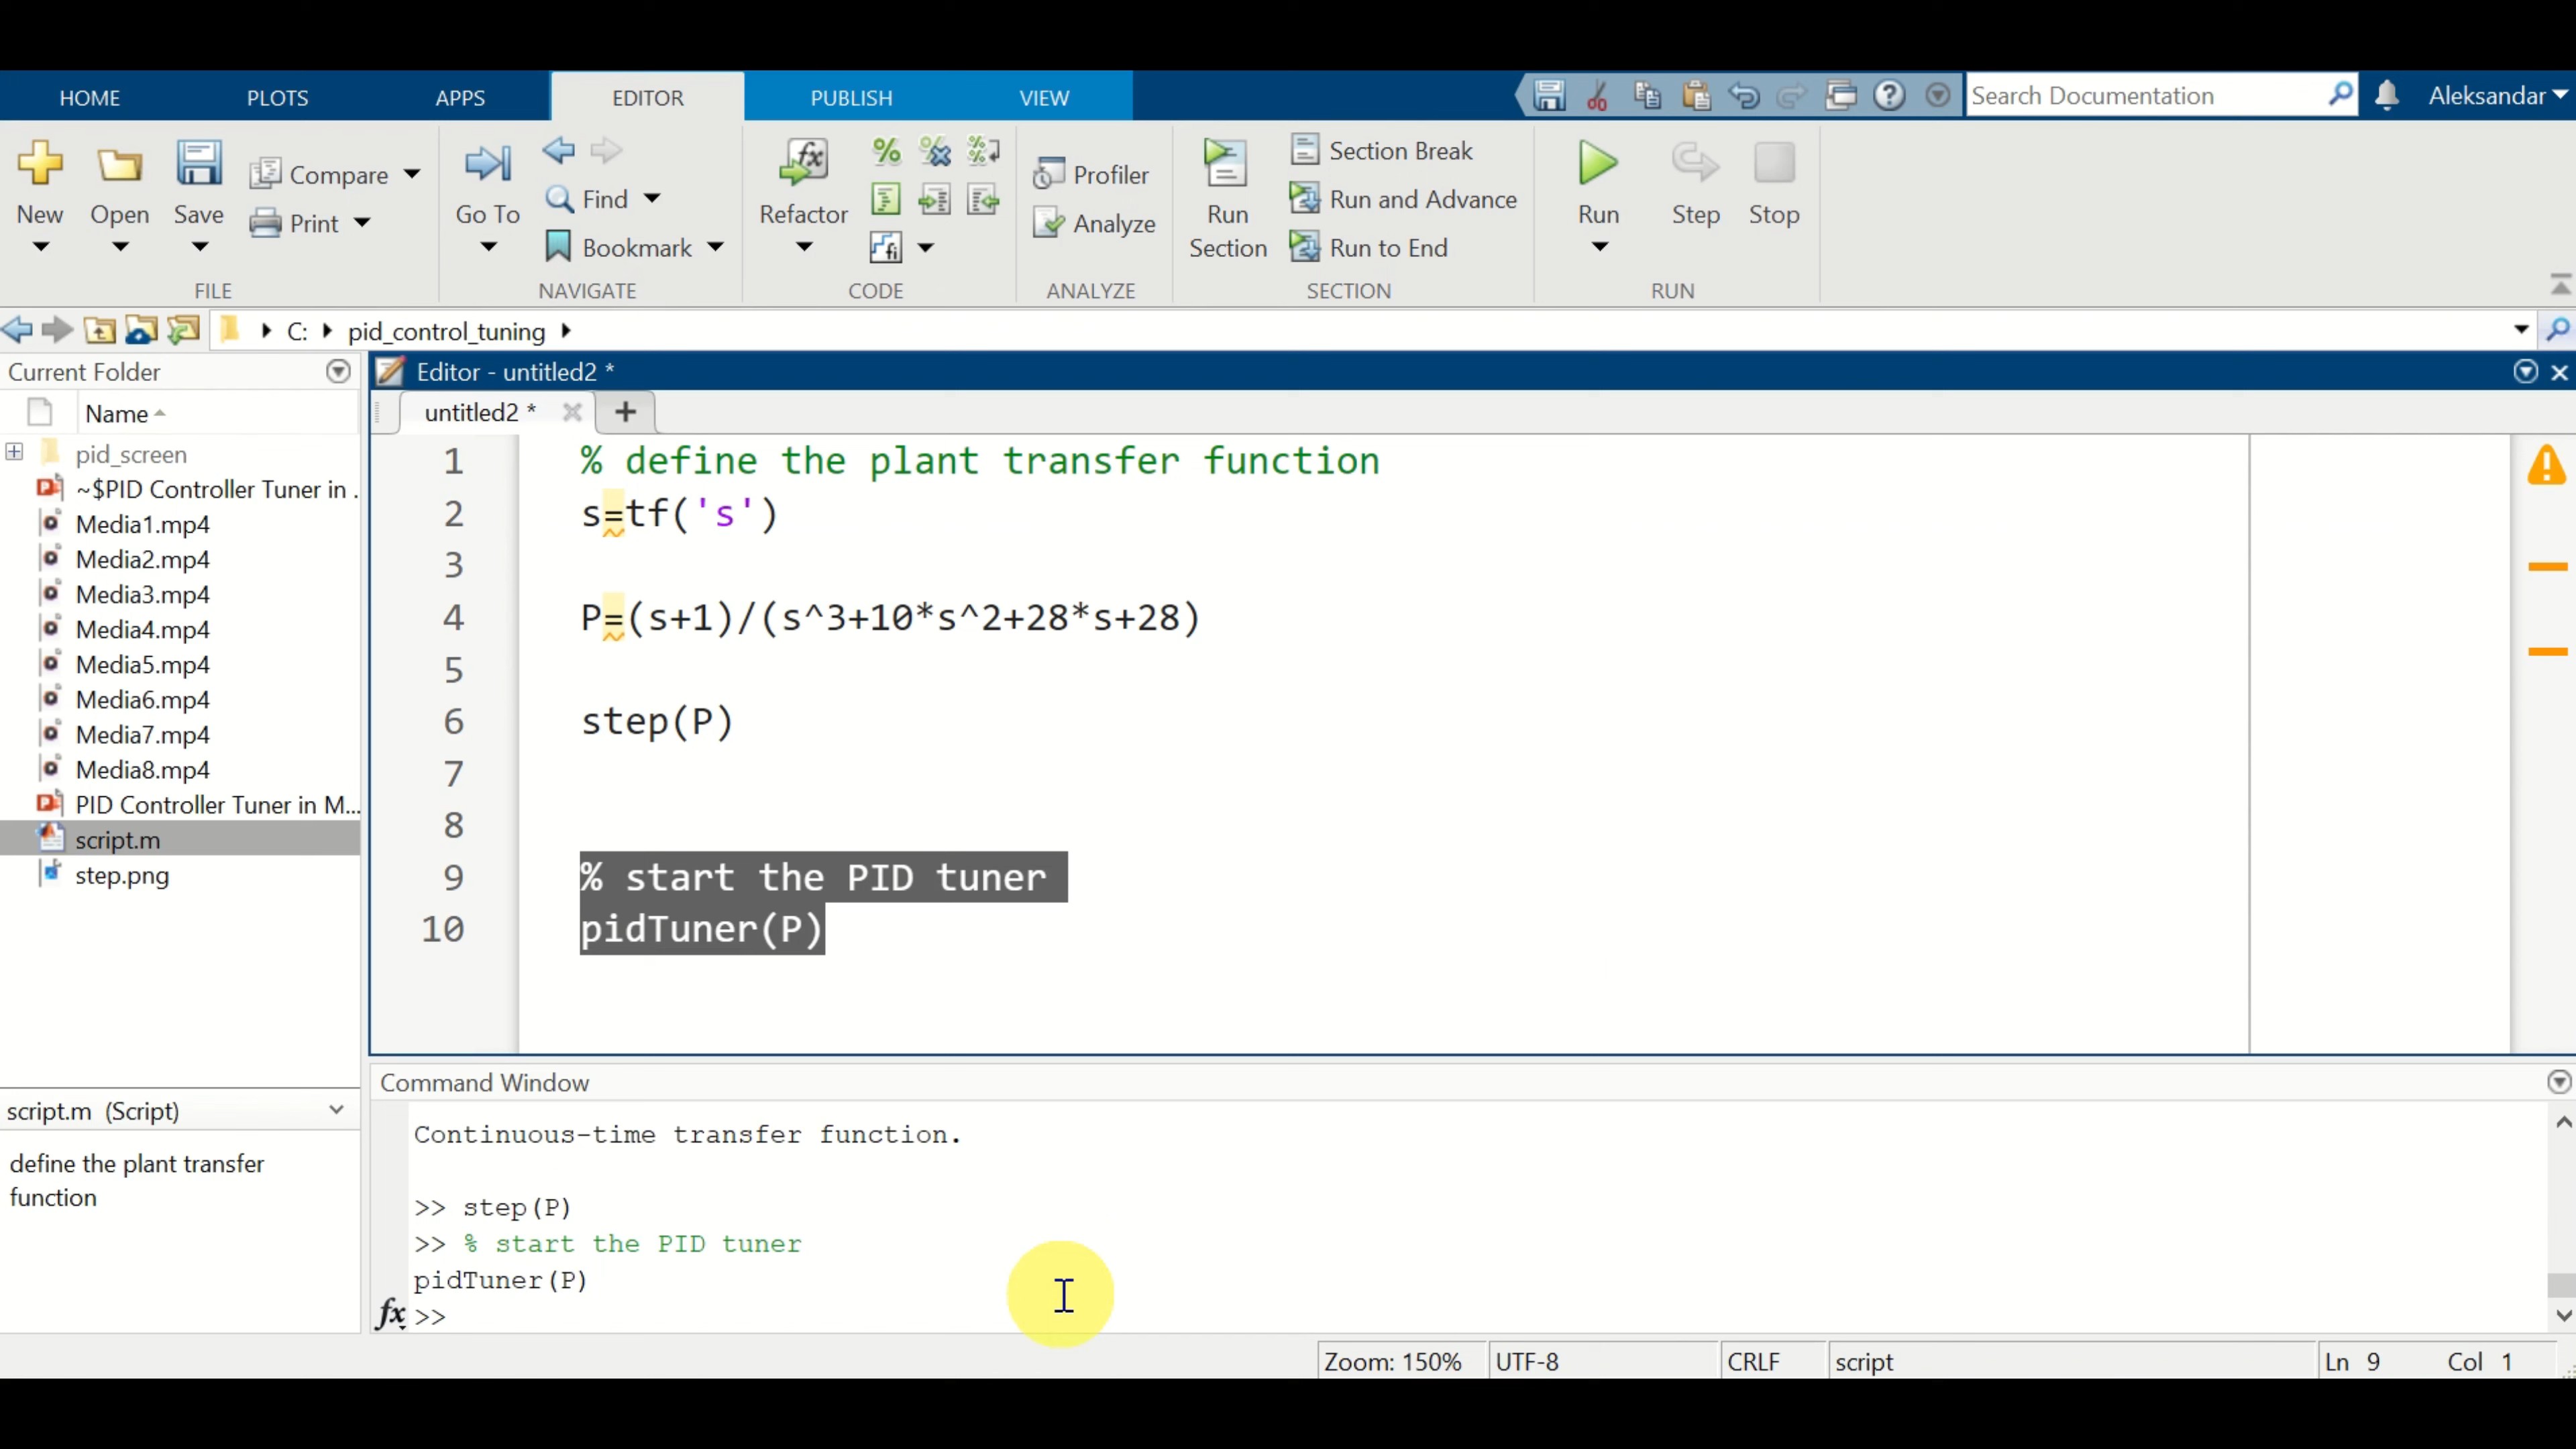 HOME PLOTS APPS EDITOR PUBLISH VIEW Search Documentation Aleksandar
New Open Save Compare Print Go To Find Bookmark Refactor Profiler Analyze Run Section Section Break Run and Advance Run to End Run Step Stop
FILE NAVIGATE CODE ANALYZE SECTION RUN
C: pid_control_tuning
Current Folder
Name
pid_screen
~$PID Controller Tuner in .
Media1.mp4
Media2.mp4
Media3.mp4
Media4.mp4
Media5.mp4
Media6.mp4
Media7.mp4
Media8.mp4
PID Controller Tuner in M...
script.m
step.png
script.m (Script)
define the plant transfer
function
Editor - untitled2 *
untitled2 *
1 % define the plant transfer function
2 s=tf('s')
3
4 P=(s+1)/(s^3+10*s^2+28*s+28)
5
6 step(P)
7
8
9 % start the PID tuner
10 pidTuner(P)
Command Window
Continuous-time transfer function.
>> step(P)
>> % start the PID tuner
pidTuner(P)
fx >>
Zoom: 150% UTF-8 CRLF script Ln 9 Col 1